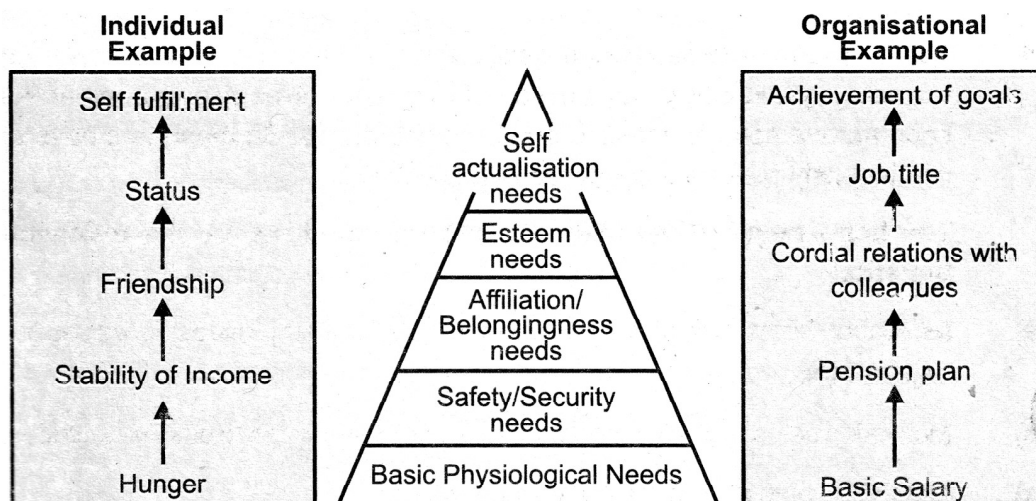 Individual
Example
Self fulfilment
Status
Friendship
Stability of Income
Hunger
Self
actualisation
needs
Esteem
needs
Affiliation/
Belongingness
needs
Safety/Security
needs
Basic Physiological Needs
Organisational
Example
Achievement of goals
Job title
Cordial relations with
colleagues
Pension plan
Basic Salary